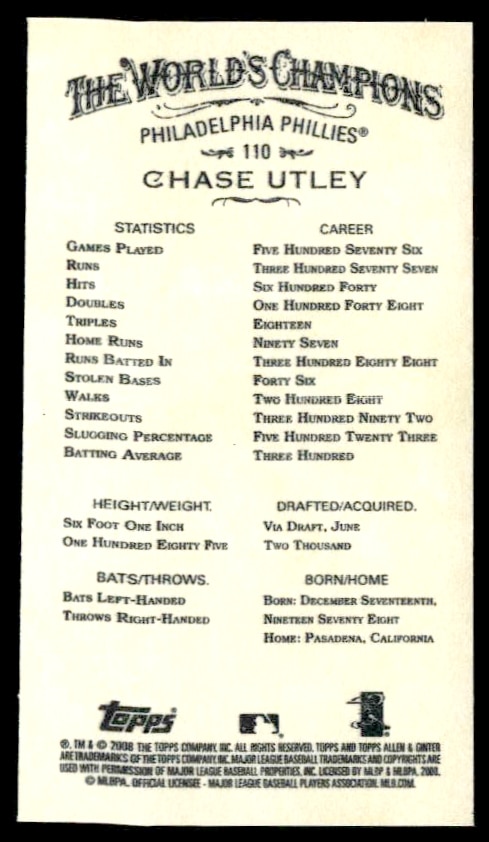 THE WORLD'S CHAMPIONS
PHILADELPHIA PHILLIES®
110
CHASE UTLEY
STATISTICS CAREER
GAMES PLAYED FIVE HUNDRED SEVENTY SIX
RUNS THREE HUNDRED SEVENTY SEVEN
HITS SIX HUNDRED FORTY
DOUBLES ONE HUNDRED FORTY EIGHT
TRIPLES EIGHTEEN
HOME RUNS NINETY SEVEN
RUNS BATTED IN THREE HUNDRED EIGHTY EIGHT
STOLEN BASES FORTY SIX
WALKS TWO HUNDRED EIGHT
STRIKEOUTS THREE HUNDRED NINETY TWO
SLUGGING PERCENTAGE FIVE HUNDRED TWENTY THREE
BATTING AVERAGE THREE HUNDRED
HEIGHT/WEIGHT.
SIX FOOT ONE INCH
ONE HUNDRED EIGHTY FIVE
DRAFTED/ACQUIRED.
VIA DRAFT, JUNE
TWO THOUSAND
BATS/THROWS.
BATS LEFT-HANDED
THROWS RIGHT-HANDED
BORN/HOME
BORN: DECEMBER SEVENTEENTH,
NINETEEN SEVENTY EIGHT
HOME: PASADENA, CALIFORNIA
Topps
®, TM & © 2008 THE TOPPS COMPANY, INC. ALL RIGHTS RESERVED. TOPPS AND TOPPS ALLEN & GINTER
ARE TRADEMARKS OF THE TOPPS COMPANY, INC. MAJOR LEAGUE BASEBALL TRADEMARKS AND COPYRIGHTS ARE
USED WITH PERMISSION OF MAJOR LEAGUE BASEBALL PROPERTIES, INC. LICENSED BY MLBP & MLBPA, 2008.
© MLBPA. OFFICIAL LICENSEE - MAJOR LEAGUE BASEBALL PLAYERS ASSOCIATION. MLB.COM.